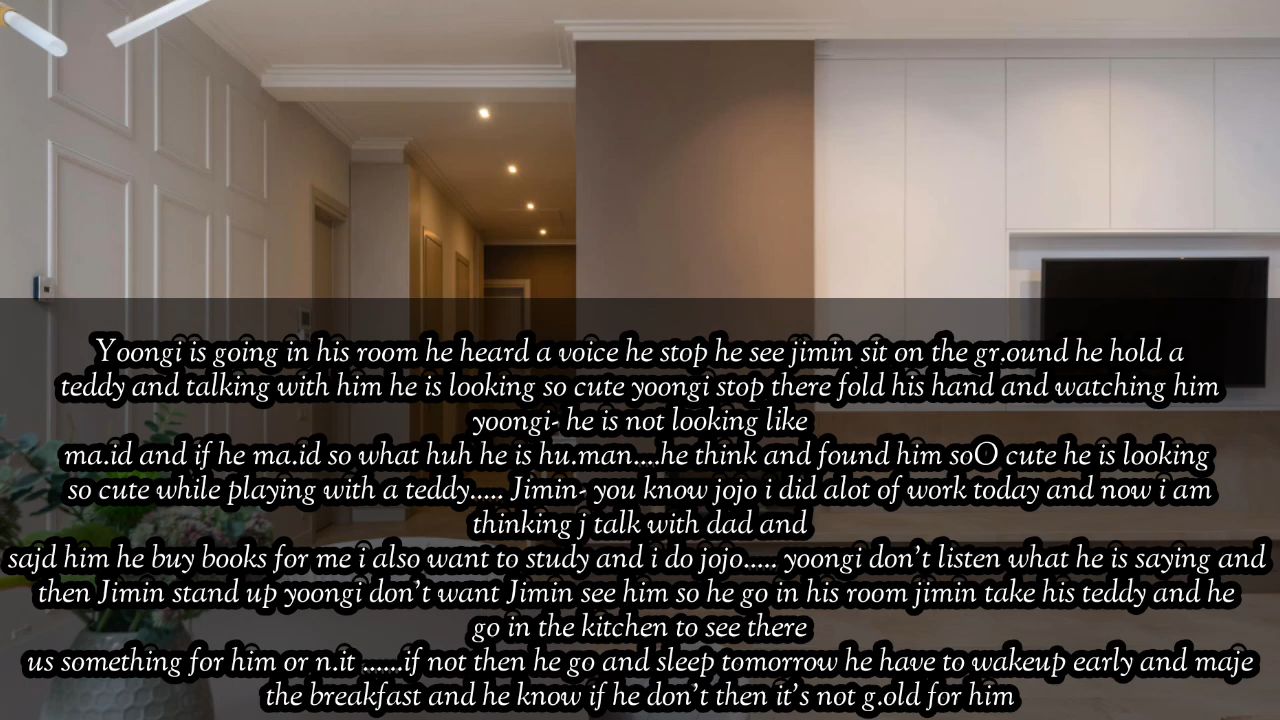 Yoongi is going in his room he heard a voice he stop he see jimin sit on the gr.ound he hold a
teddy and talking with him he is looking so cute yoongi stop there fold his hand and watching him
yoongi- he is not looking like
ma.id and if he ma.id so what huh he is hu.man....he think and found him soO cute he is looking
so cute while playing with a teddy..... Jimin- you know jojo i did alot of work today and now i am
thinking j talk with dad and
sajd him he buy books for me i also want to study and i do jojo..... yoongi don't listen what he is saying and
then Jimin stand up yoongi don't want Jimin see him so he go in his room jimin take his teddy and he
go in the kitchen to see there
us something for him or n.it ......if not then he go and sleep tomorrow he have to wakeup early and maje
the breakfast and he know if he don't then it's not g.old for him